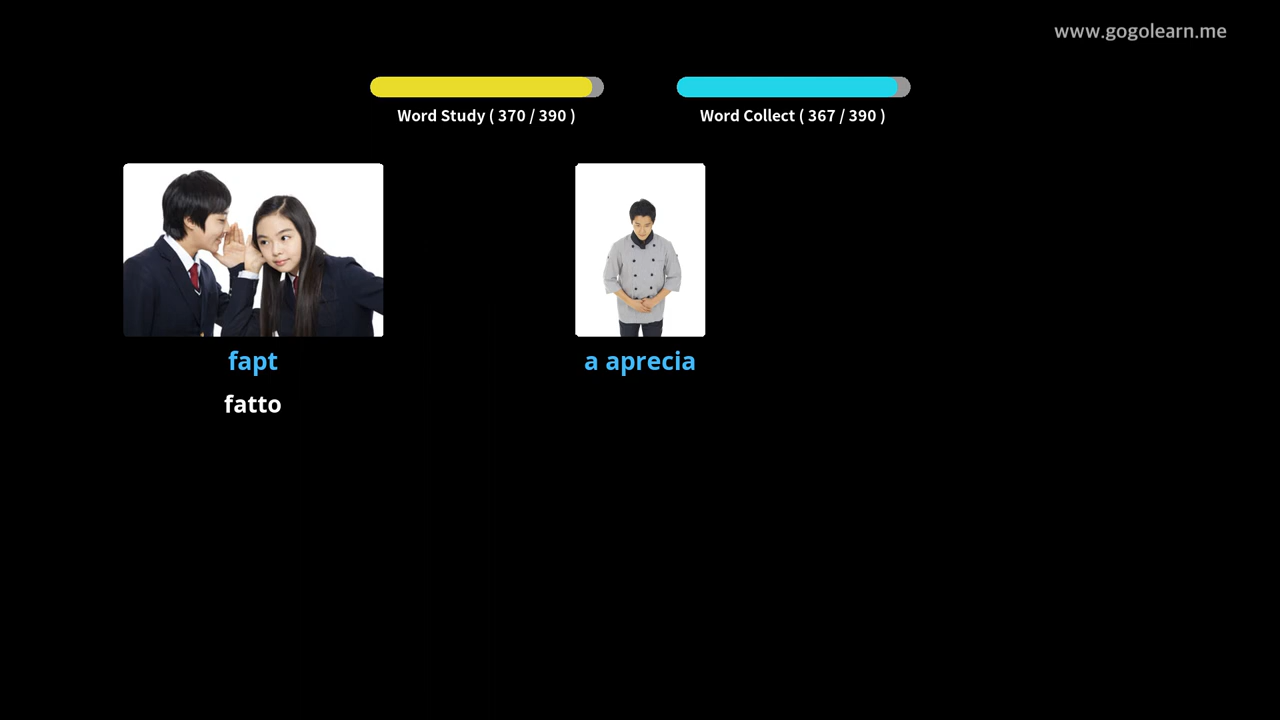 www.gogolearn.me
Word Study ( 370 / 390 )
Word Collect ( 367 / 390 )
fapt
a aprecia
fatto